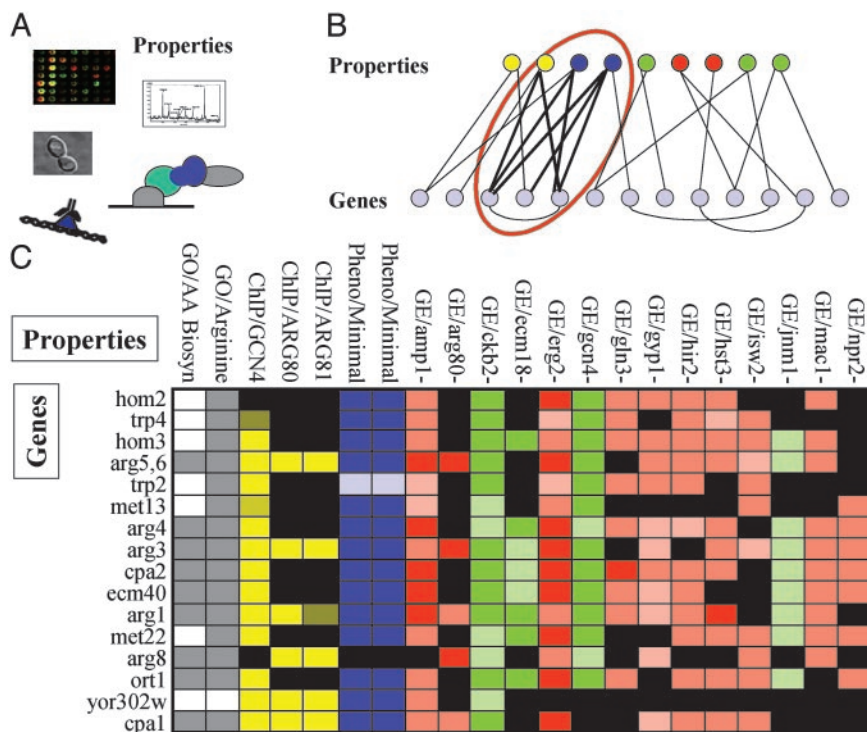 A
Properties
B
Properties
Genes
C
GO/AA Biosyn
GO/Arginine
ChIP/GCN4
ChIP/ARG80
ChIP/ARG81
Pheno/Minimal
Pheno/Minimal
GE/amp1-
GE/arg80-
GE/ckb2-
GE/ecm18-
GE/erg2-
GE/gcn4-
GE/gln3-
GE/gyp1-
GE/hir2-
GE/hst3-
GE/isw2-
GE/jnm1-
GE/mac1-
GE/npr2-
Properties
Genes
hom2
trp4
hom3
arg5,6
trp2
met13
arg4
arg3
cpa2
ecm40
arg1
met22
arg8
ort1
yor302w
cpa1